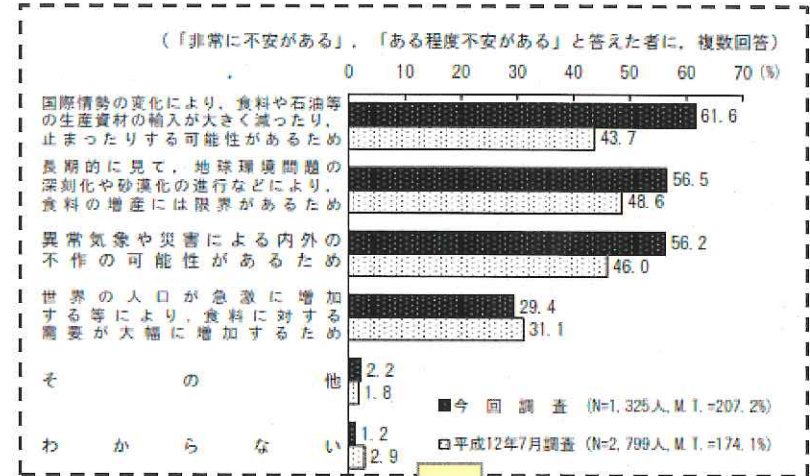 (「非常に不安がある」,「ある程度不安がある」と答えた者に,複数回答)
0 10 20 30 40 50 60 70 (%)
国際情勢の変化により,食料や石油等
の生産資材の輸入が大きく減ったり,
止まったりする可能性があるため
61.6
43.7
長期的に見て,地球環境問題の
深刻化や砂漠化の進行などにより,
食料の増産には限界があるため
56.5
48.6
異常気象や災害による内外の
不作の可能性があるため
56.2
46.0
世界の人口が急激に増加
する等により,食料に対する
需要が大幅に増加するため
29.4
31.1
その他
2.2
1.8
わからない
1.2
2.9
今回調査 (N=1,325人,M.T.=207.2%)
平成12年7月調査 (N=2,799人,M.T.=174.1%)